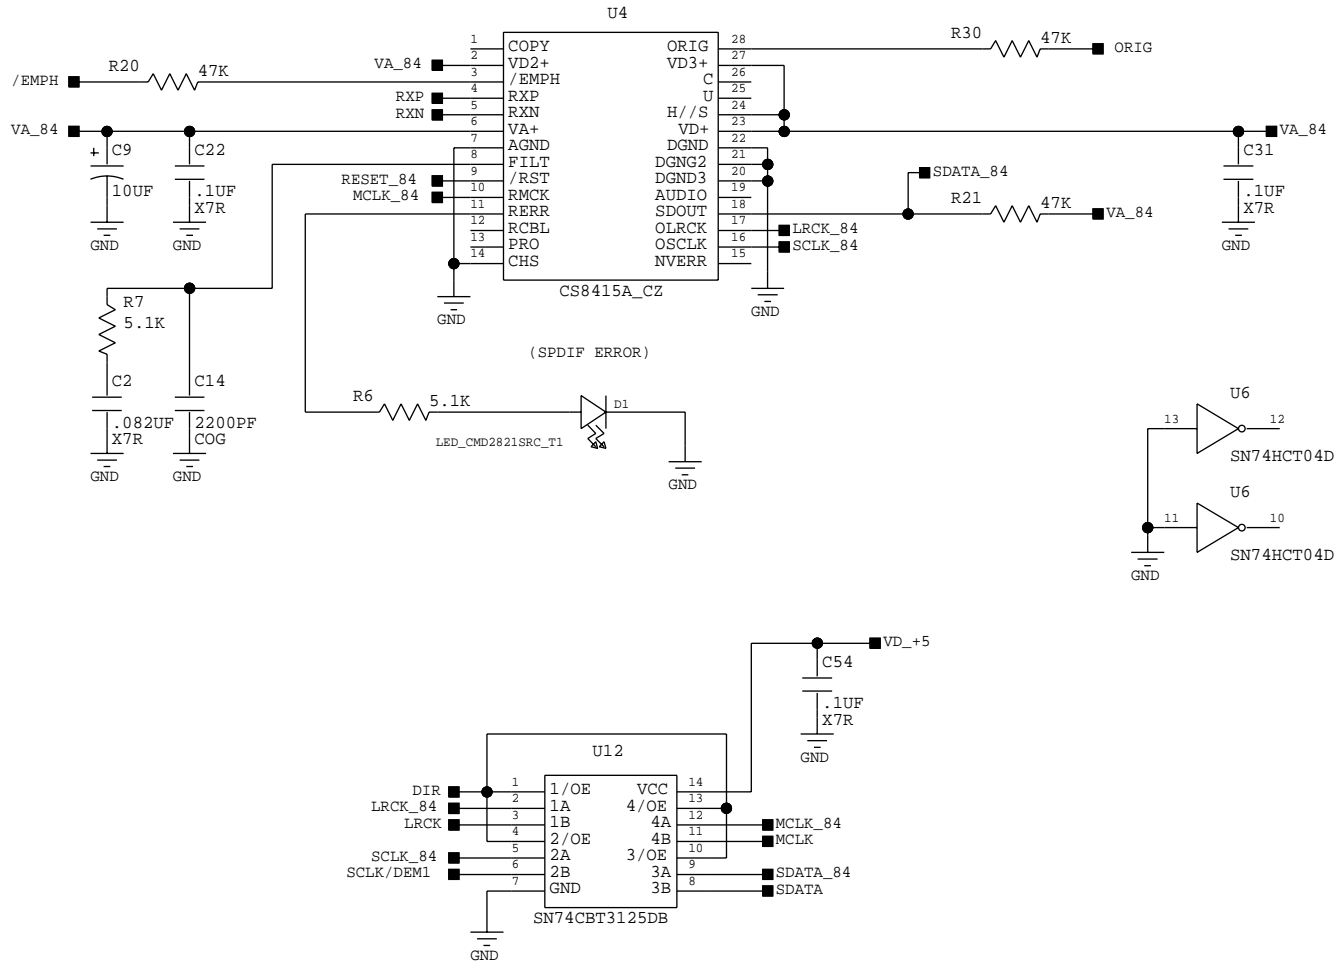 U4
1 COPY ORIG 28 R30 47K ORIG
VA_84 2 VD2+ VD3+ 27
/EMPH R20 47K 3 /EMPH C 26
RXP 4 RXP U 25
RXN 5 RXN H//S 24
VA_84 6 VA+ VD+ 23 VA_84
7 AGND DGND 22
8 FILT DGNG2 21
RESET_84 9 /RST DGND3 20 SDATA_84
MCLK_84 10 RMCK AUDIO 19
11 RERR SDOUT 18 R21 47K VA_84
12 RCBL OLRCK 17 LRCK_84
13 PRO OSCLK 16 SCLK_84
14 CHS NVERR 15
CS8415A_CZ
+ C9
10UF
GND
C22
.1UF
X7R
GND
C31
.1UF
X7R
GND
GND
GND
R7
5.1K
C2
.082UF
X7R
GND
C14
2200PF
COG
GND
(SPDIF ERROR)
R6 5.1K D1
LED_CMD2821SRC_T1
GND
U6
13 12
SN74HCT04D
U6
11 10
SN74HCT04D
GND
VD_+5
C54
.1UF
X7R
GND
U12
DIR 1 1/OE VCC 14
LRCK_84 2 1A 4/OE 13
LRCK 3 1B 4A 12 MCLK_84
4 2/OE 4B 11 MCLK
SCLK_84 5 2A 3/OE 10
SCLK/DEM1 6 2B 3A 9 SDATA_84
7 GND 3B 8 SDATA
SN74CBT3125DB
GND